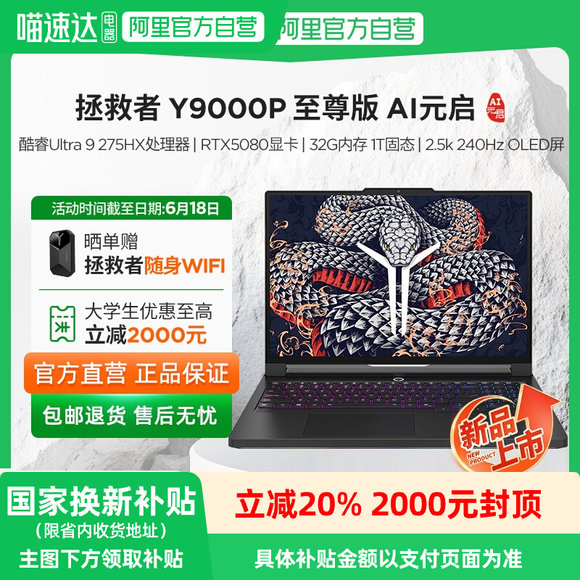 喵速达电器 阿里官方自营 阿里官方自营
拯救者 Y9000P 至尊版 AI元启 AI元启
酷睿Ultra 9 275HX处理器 | RTX5080显卡 | 32G内存 1T固态 | 2.5k 240Hz OLED屏
活动时间截至日期:6月18日
晒单赠
拯救者随身WIFI
大学生优惠至高
立减2000元
官方直营 正品保证
包邮退货 售后无忧
新品上市
NEW PRODUCT
国家换新补贴
(限省内收货地址)
主图下方领取补贴
立减20% 2000元封顶
具体补贴金额以支付页面为准